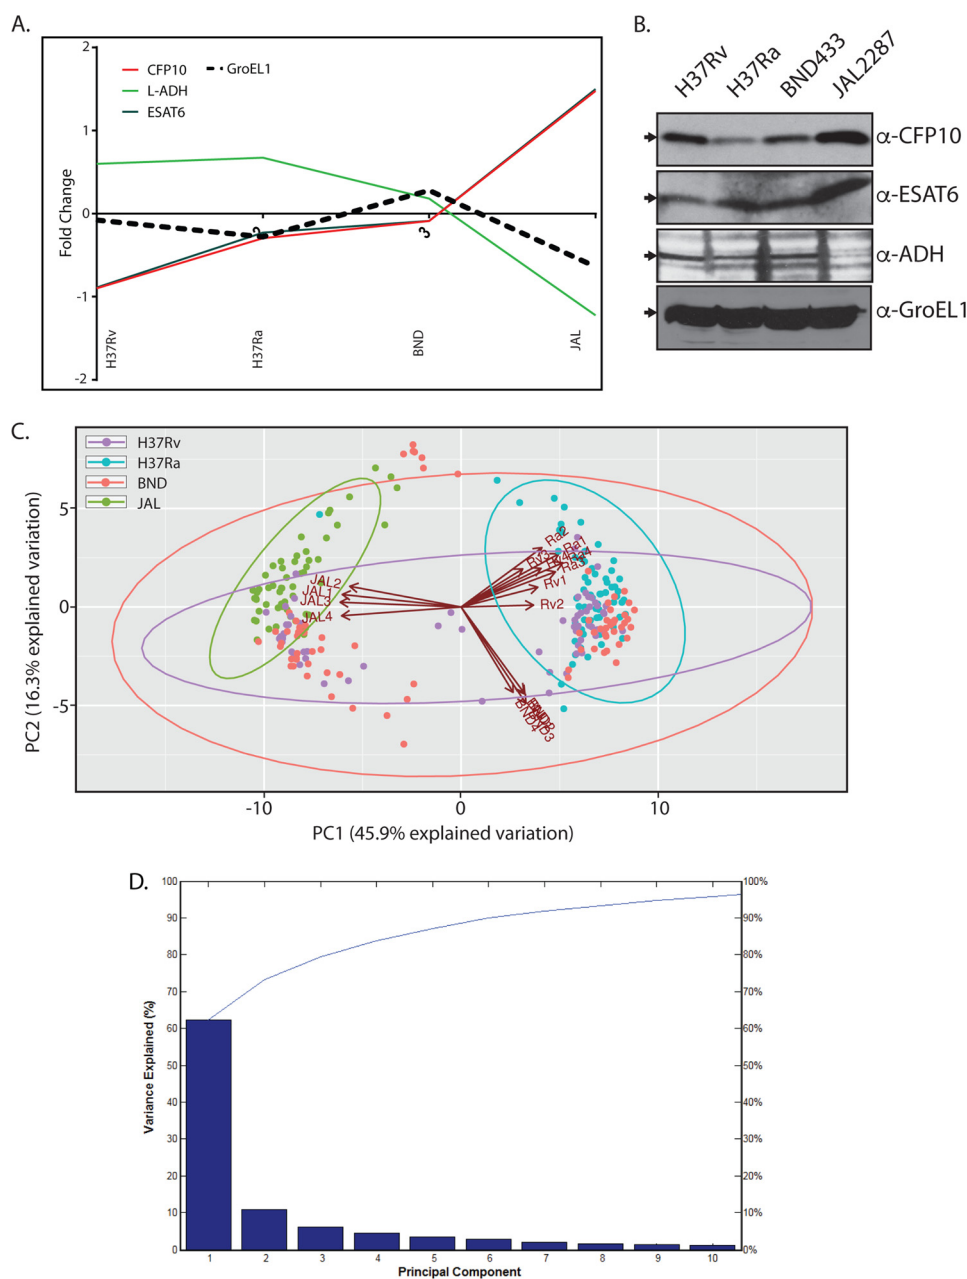 A.
2
1
0
-1
-2
Fold Change
CFP10
L-ADH
ESAT6
GroEL1
2
3
H37Rv
H37Ra
BND
JAL
B.
H37Rv
H37Ra
BND433
JAL2287
α-CFP10
α-ESAT6
α-ADH
α-GroEL1
C.
H37Rv
H37Ra
BND
JAL
5
0
-5
PC2 (16.3% explained variation)
JAL2
JAL1
JAL3
JAL4
Ra2
Ra1
Rv3
Ra3
Rv1
Rv2
-10
0
10
PC1 (45.9% explained variation)
D.
100
90
80
70
60
50
40
30
20
10
0
Variance Explained (%)
100%
90%
80%
70%
60%
50%
40%
30%
20%
10%
0%
1 2 3 4 5 6 7 8 9 10
Principal Component